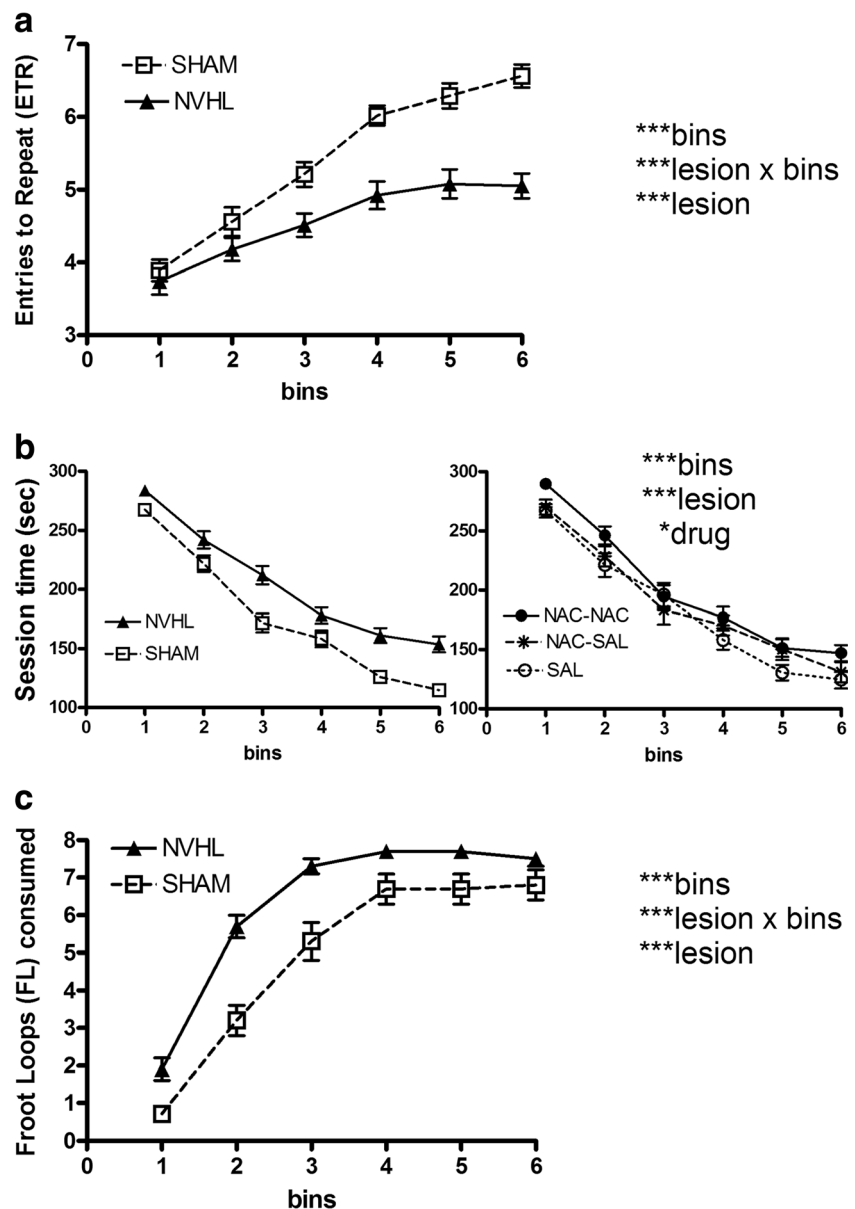 a
Entries to Repeat (ETR)
7
6
5
4
3
0 1 2 3 4 5 6
bins
SHAM
NVHL
***bins
***lesion x bins
***lesion
b
Session time (sec)
300
250
200
150
100
0 1 2 3 4 5 6
bins
NVHL
SHAM
300
250
200
150
100
0 1 2 3 4 5 6
bins
NAC-NAC
NAC-SAL
SAL
***bins
***lesion
*drug
c
Froot Loops (FL) consumed
8
7
6
5
4
3
2
1
0
0 1 2 3 4 5 6
bins
NVHL
SHAM
***bins
***lesion x bins
***lesion